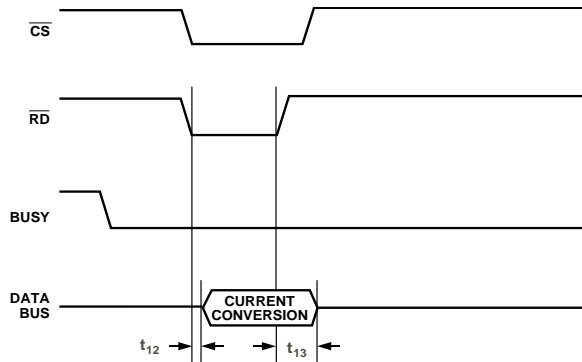 CS
RD
BUSY
DATA
BUS
CURRENT
CONVERSION
t12
t13